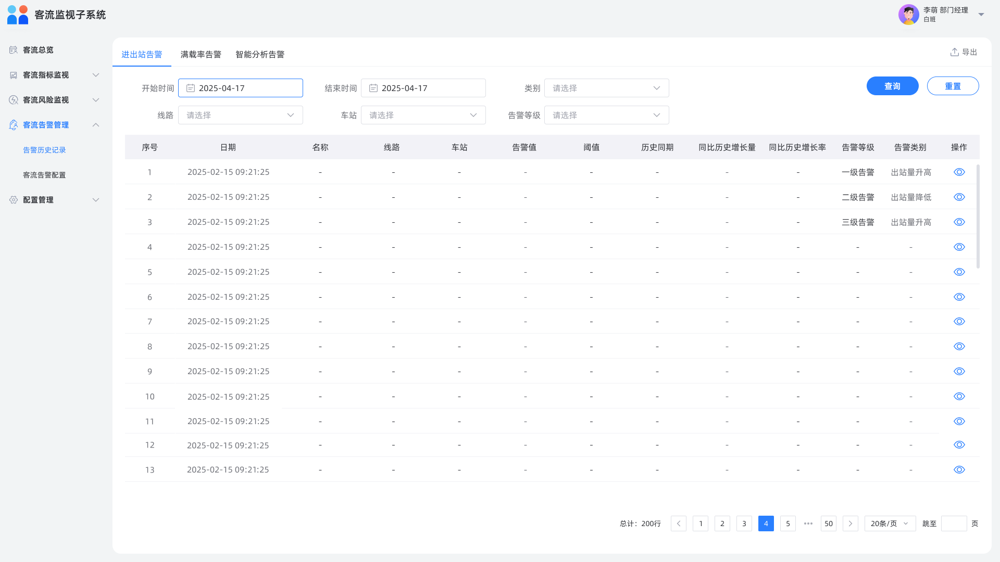 客流监视子系统
李萌 部门经理
白班
客流总览
客流指标监视
客流风险监视
客流告警管理
告警历史记录
客流告警配置
配置管理
进出站告警 满载率告警 智能分析告警
导出
开始时间 2025-04-17 结束时间 2025-04-17 类别 请选择 查询 重置
线路 请选择 车站 请选择 告警等级 请选择
序号 日期 名称 线路 车站 告警值 阈值 历史同期 同比历史增长量 同比历史增长率 告警等级 告警类别 操作
1 2025-02-15 09:21:25 - - - - - - - - 一级告警 出站量升高
2 2025-02-15 09:21:25 - - - - - - - - 二级告警 出站量降低
3 2025-02-15 09:21:25 - - - - - - - - 三级告警 出站量升高
4 2025-02-15 09:21:25 - - - - - - - - - -
5 2025-02-15 09:21:25 - - - - - - - - - -
6 2025-02-15 09:21:25 - - - - - - - - - -
7 2025-02-15 09:21:25 - - - - - - - - - -
8 2025-02-15 09:21:25 - - - - - - - - - -
9 2025-02-15 09:21:25 - - - - - - - - - -
10 2025-02-15 09:21:25 - - - - - - - - - -
11 2025-02-15 09:21:25 - - - - - - - - - -
12 2025-02-15 09:21:25 - - - - - - - - - -
13 2025-02-15 09:21:25 - - - - - - - - - -
总计：200行 1 2 3 4 5 ••• 50 20条/页 跳至 页